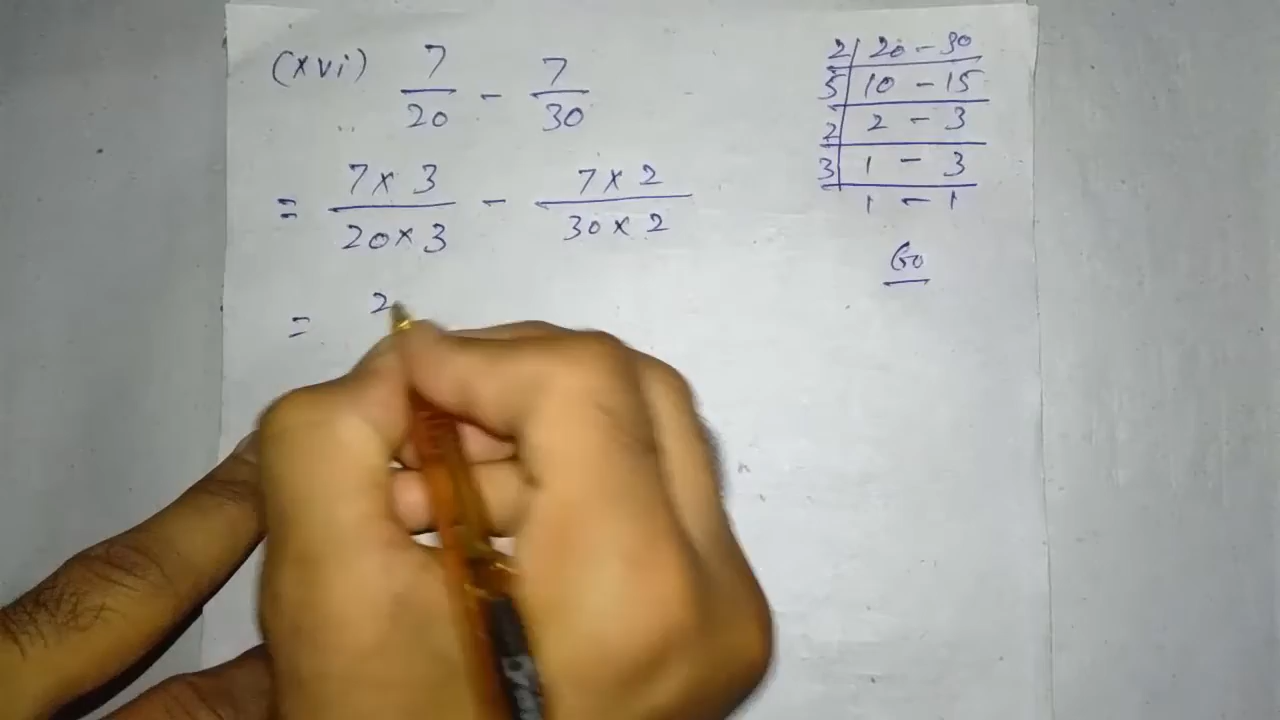 (xvi) 7/20 - 7/30
= 7 × 3/20 × 3 - 7 × 2/30 × 2
= 2
2 | 20 - 30
5 | 10 - 15
2 | 2 - 3
3 | 1 - 3
1 - 1
60